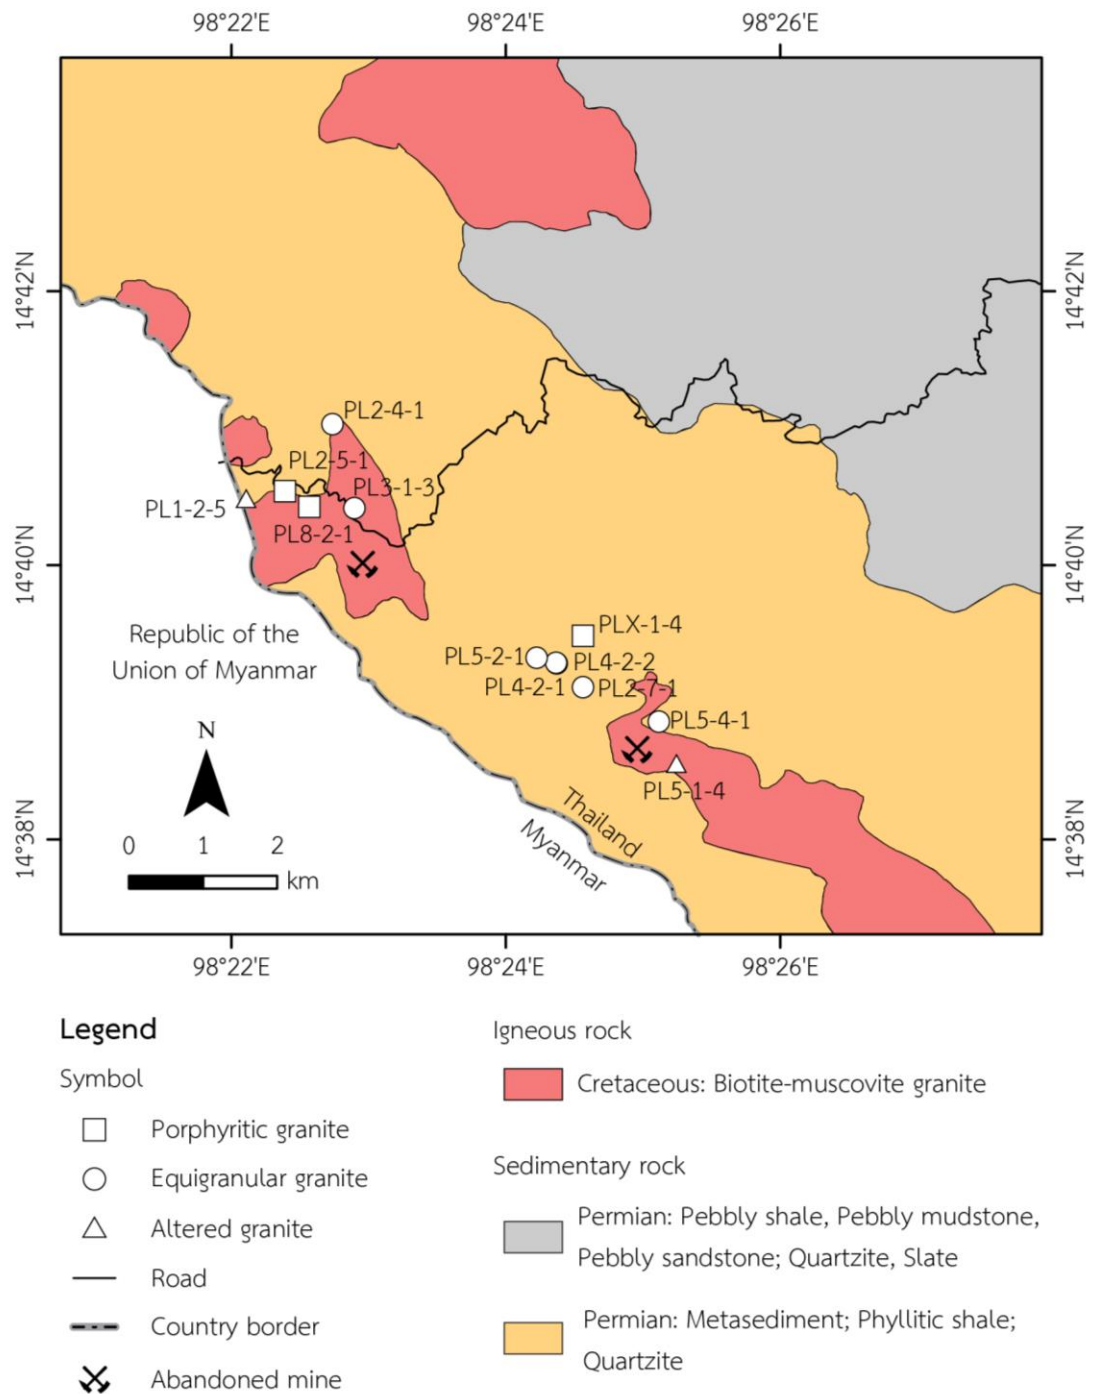 98°22'E 98°24'E 98°26'E
14°42'N 14°42'N
PL2-4-1
PL2-5-1
PL3-1-3
PL1-2-5
PL8-2-1
14°40'N 14°40'N
Republic of the
Union of Myanmar
PLX-1-4
PL5-2-1 PL4-2-2
PL4-2-1 PL2-7-1
PL5-4-1
N
PL5-1-4
Thailand
Myanmar
14°38'N 14°38'N
0 1 2
km
98°22'E 98°24'E 98°26'E
Legend
Symbol
Porphyritic granite
Equigranular granite
Altered granite
Road
Country border
Abandoned mine
Igneous rock
Cretaceous: Biotite-muscovite granite
Sedimentary rock
Permian: Pebbly shale, Pebbly mudstone,
Pebbly sandstone; Quartzite, Slate
Permian: Metasediment; Phyllitic shale;
Quartzite